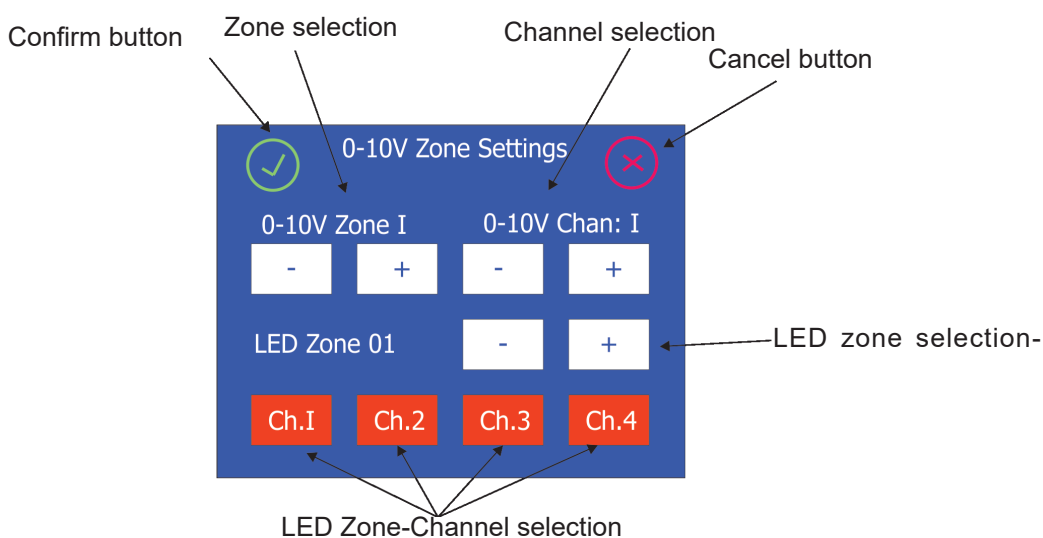 Confirm button
Zone selection
Channel selection
Cancel button
0-10V Zone Settings
0-10V Zone I
0-10V Chan: I
- + - +
LED Zone 01
- +
LED zone selection-
Ch.I Ch.2 Ch.3 Ch.4
LED Zone-Channel selection